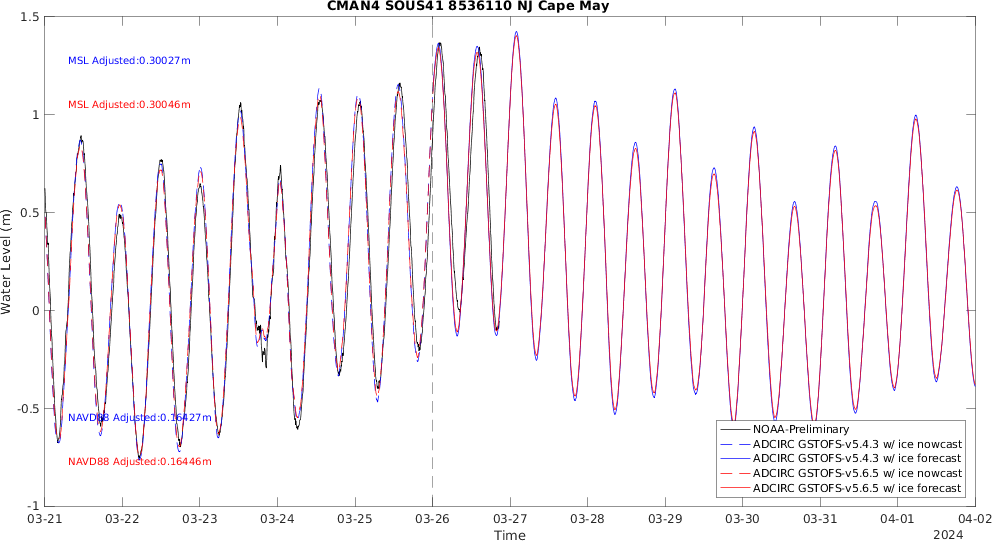 CMAN4 SOUS41 8536110 NJ Cape May
1.5
1
0.5
0
-0.5
-1
Water Level (m)
MSL Adjusted:0.30027m
MSL Adjusted:0.30046m
NAVD88 Adjusted:0.16427m
NAVD88 Adjusted:0.16446m
NOAA-Preliminary
ADCIRC GSTOFS-v5.4.3 w/ ice nowcast
ADCIRC GSTOFS-v5.4.3 w/ ice forecast
ADCIRC GSTOFS-v5.6.5 w/ ice nowcast
ADCIRC GSTOFS-v5.6.5 w/ ice forecast
03-21 03-22 03-23 03-24 03-25 03-26 03-27 03-28 03-29 03-30 03-31 04-01 04-02
Time
2024